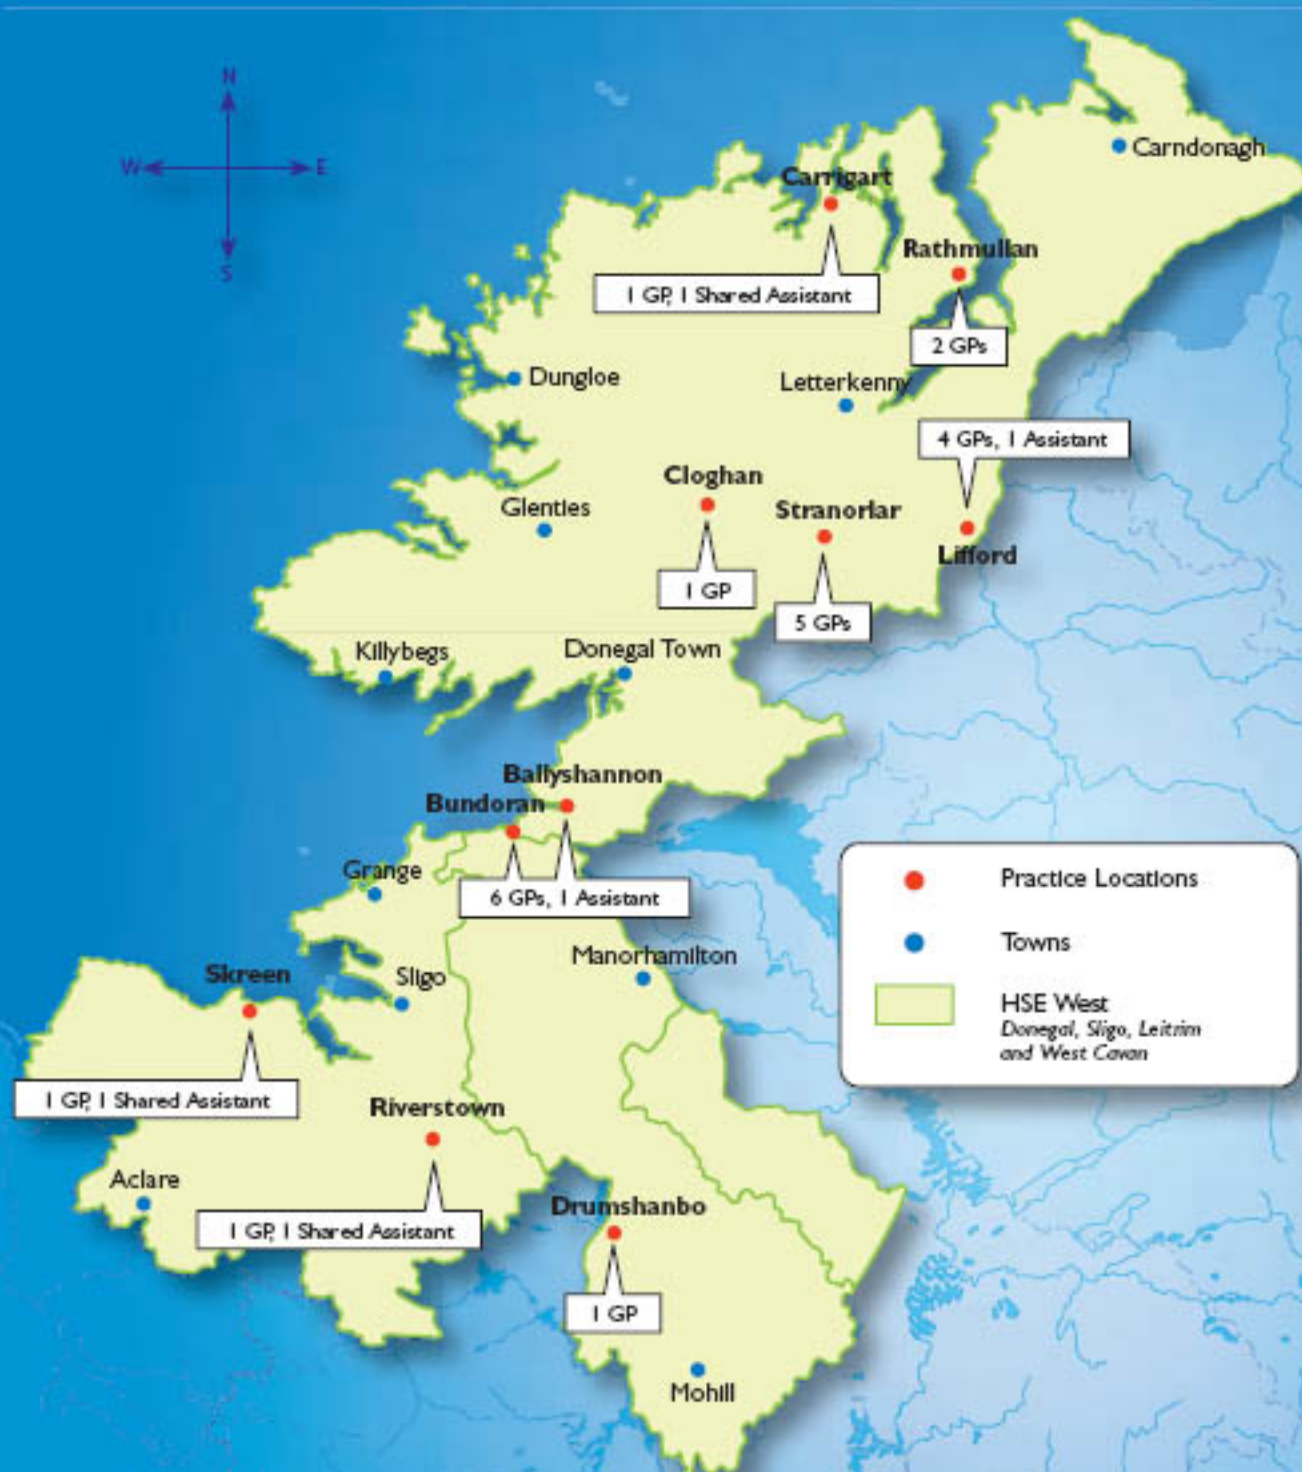 N
W
E
S
Carndonagh
Carrigart
Rathmullan
1 GP, 1 Shared Assistant
2 GPs
Dungloe
Letterkenny
4 GPs, 1 Assistant
Cloghan
Glenties
Stranorlar
Lifford
1 GP
5 GPs
Killybegs
Donegal Town
Ballyshannon
Bundoran
Grange
6 GPs, 1 Assistant
Practice Locations
Towns
HSE West
Donegal, Sligo, Leitrim
and West Cavan
Manorhamilton
Skreen
Sligo
1 GP, 1 Shared Assistant
Riverstown
Aclare
Drumshanbo
1 GP, 1 Shared Assistant
1 GP
Mohill